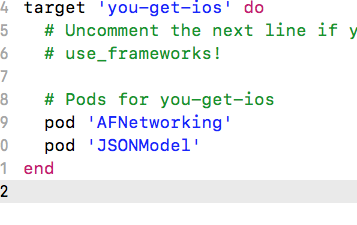 4 target 'you-get-ios' do
5 # Uncomment the next line if y
6 # use_frameworks!
7
8 # Pods for you-get-ios
9 pod 'AFNetworking'
0 pod 'JSONModel'
1 end
2